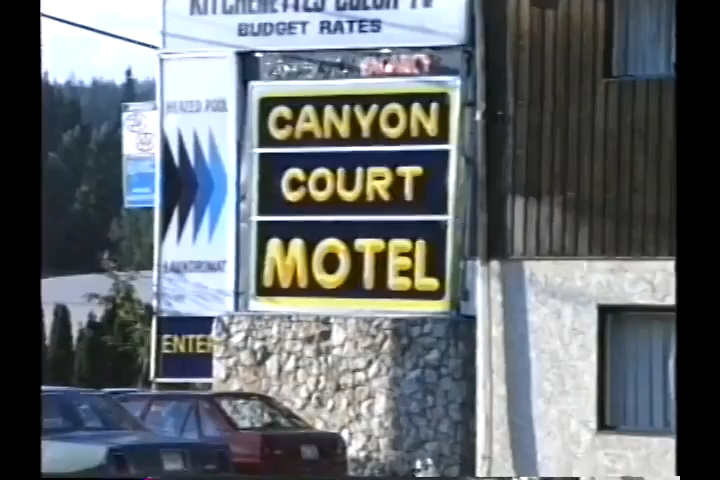 KITCHENETTES COLOR TV
BUDGET RATES
HEATED POOL
CANYON
COURT
MOTEL
LAUNDROMAT
ENTER